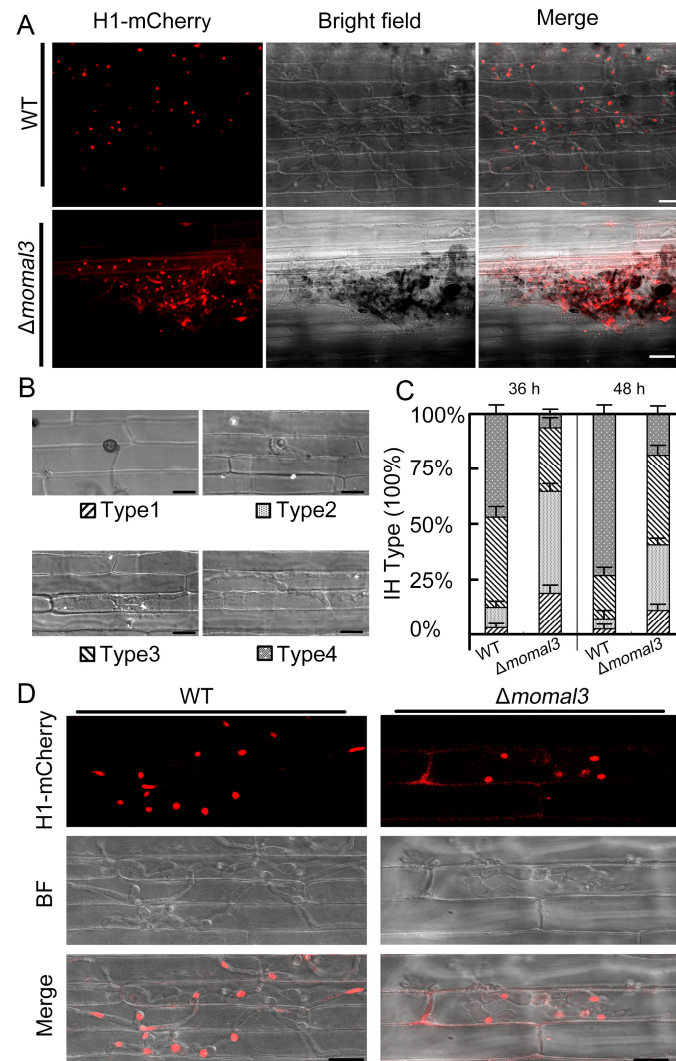 A
H1-mCherry
Bright field
Merge
WT
Δmomal3
B
Type1
Type2
Type3
Type4
C
36 h
48 h
100%
75%
50%
25%
0%
IH Type (100%)
WT
Δmomal3
WT
Δmomal3
D
WT
Δmomal3
H1-mCherry
BF
Merge